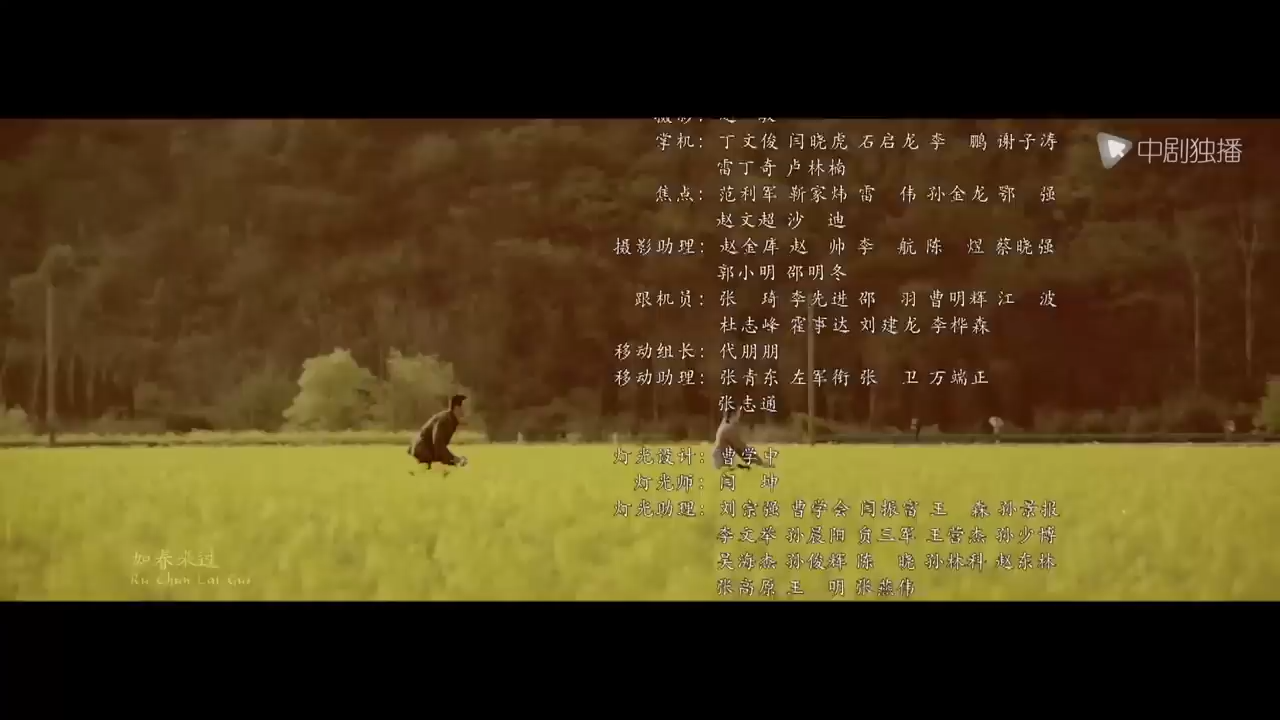 中剧独播
掌机：丁文俊 闫晓虎 石启龙 李　鹏 谢子涛
雷丁奇 卢林楠
焦点：范利军 靳家炜 雷　伟 孙金龙 鄂　强
赵文超 沙　迪
摄影助理：赵金库 赵　帅 李　航 陈　煜 蔡晓强
郭小明 邵明冬
跟机员：张　琦 李先进 邵　羽 曹明辉 江　波
杜志峰 霍事达 刘建龙 李桦森
移动组长：代朋朋
移动助理：张青东 左军衔 张　卫 万端正
张志通
灯光设计：曹学中
灯光师：闫　坤
灯光助理：刘宗强 曹学会 闫振富 王　森 孙景报
李文举 孙晨阳 贠三军 王营杰 孙少博
吴海杰 孙俊辉 陈　晓 孙林科 赵东林
张高原 王　明 张燕伟
如春来过
Ru Chun Lai Guo